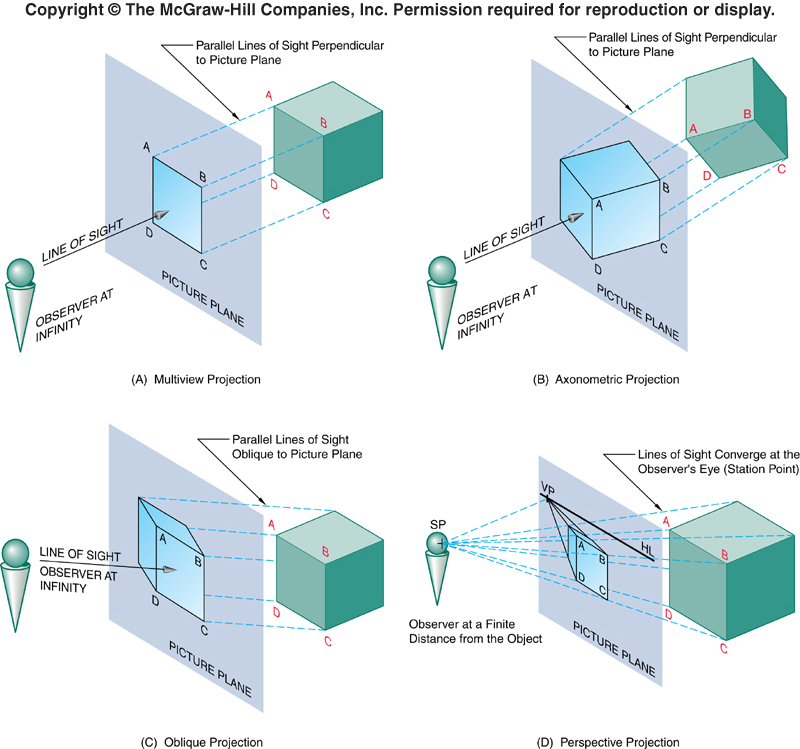 Copyright © The McGraw-Hill Companies, Inc. Permission required for reproduction or display.
Parallel Lines of Sight Perpendicular
to Picture Plane
A
B
A
B
D
D
C
C
LINE OF SIGHT
OBSERVER AT
INFINITY
PICTURE PLANE
(A) Multiview Projection
Parallel Lines of Sight Perpendicular
to Picture Plane
A
B
D
C
B
A
D
C
LINE OF SIGHT
OBSERVER AT
INFINITY
PICTURE PLANE
(B) Axonometric Projection
Parallel Lines of Sight
Oblique to Picture Plane
A
B
A
B
D
D
C
C
LINE OF SIGHT
OBSERVER AT
INFINITY
PICTURE PLANE
(C) Oblique Projection
Lines of Sight Converge at the
Observer's Eye (Station Point)
VP
SP
HL
A
B
A
B
D
C
D
C
Observer at a Finite
Distance from the Object
PICTURE PLANE
(D) Perspective Projection